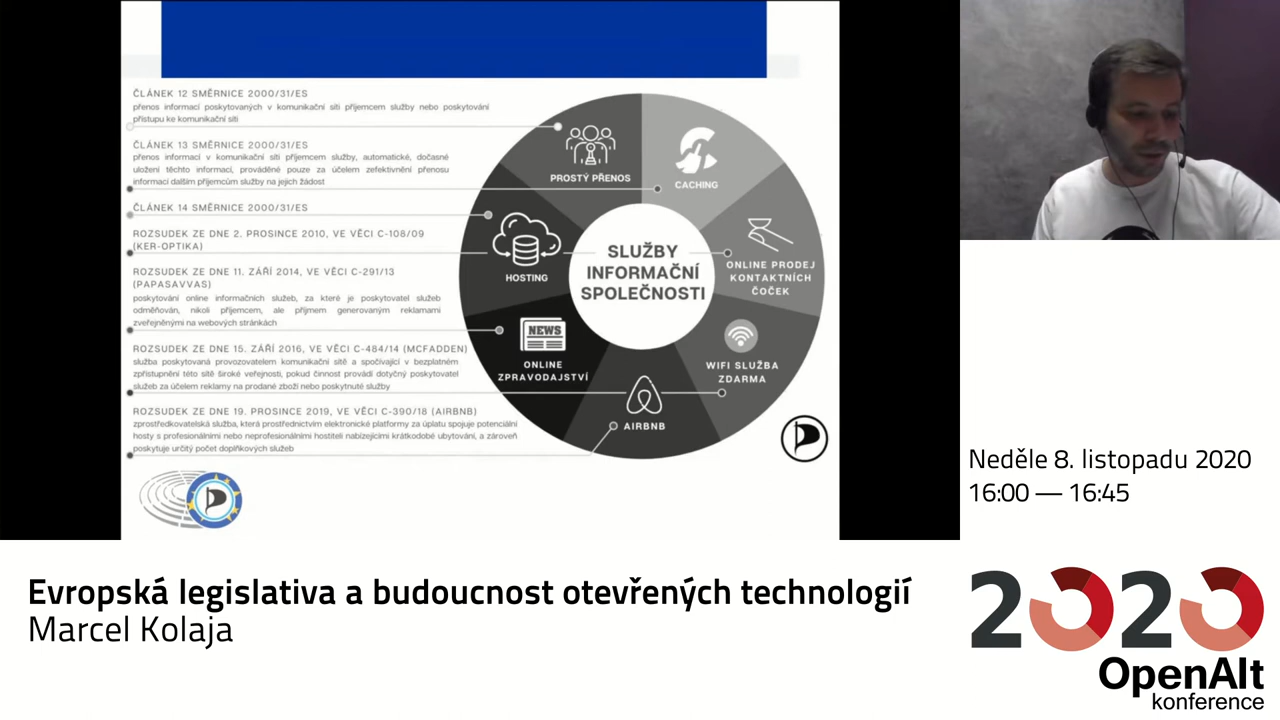 ČLÁNEK 12 SMĚRNICE 2000/31/ES
přenos informací poskytovaných v komunikační síti příjemcem služby nebo poskytování
přístupu ke komunikační síti
ČLÁNEK 13 SMĚRNICE 2000/31/ES
přenos informací v komunikační síti příjemcem služby, automatické, dočasné
uložení těchto informací, prováděné pouze za účelem zefektivnění přenosu
informací dalším příjemcům služby na jejich žádost
ČLÁNEK 14 SMĚRNICE 2000/31/ES
ROZSUDEK ZE DNE 2. PROSINCE 2010, VE VĚCI C-108/09
(KER-OPTIKA)
ROZSUDEK ZE DNE 11. ZÁŘÍ 2014, VE VĚCI C-291/13
(PAPASAVVAS)
poskytování online informačních služeb, za které je poskytovatel služeb
odměňován, nikoli příjemcem, ale příjmem generovaným reklamami
zveřejněnými na webových stránkách
ROZSUDEK ZE DNE 15. ZÁŘÍ 2016, VE VĚCI C-484/14 (MCFADDEN)
služba poskytovaná provozovatelem komunikační sítě a spočívající v bezplatném
zpřístupnění této sítě široké veřejnosti, pokud činnost provádí dotyčný poskytovatel
služeb za účelem reklamy na prodané zboží nebo poskytnuté služby
ROZSUDEK ZE DNE 19. PROSINCE 2019, VE VĚCI C-390/18 (AIRBNB)
zprostředkovatelská služba, která prostřednictvím elektronické platformy za úplatu spojuje potenciální
hosty s profesionálními nebo neprofesionálními hostiteli nabízejícími krátkodobé ubytování, a zároveň
poskytuje určitý počet doplňkových služeb
PROSTÝ PŘENOS
CACHING
HOSTING
SLUŽBY
INFORMAČNÍ
SPOLEČNOSTI
ONLINE PRODEJ
KONTAKTNÍCH
ČOČEK
NEWS
ONLINE
ZPRAVODAJSTVÍ
WIFI SLUŽBA
ZDARMA
AIRBNB
Neděle 8. listopadu 2020
16:00 — 16:45
Evropská legislativa a budoucnost otevřených technologií
Marcel Kolaja
2020
OpenAlt
konference